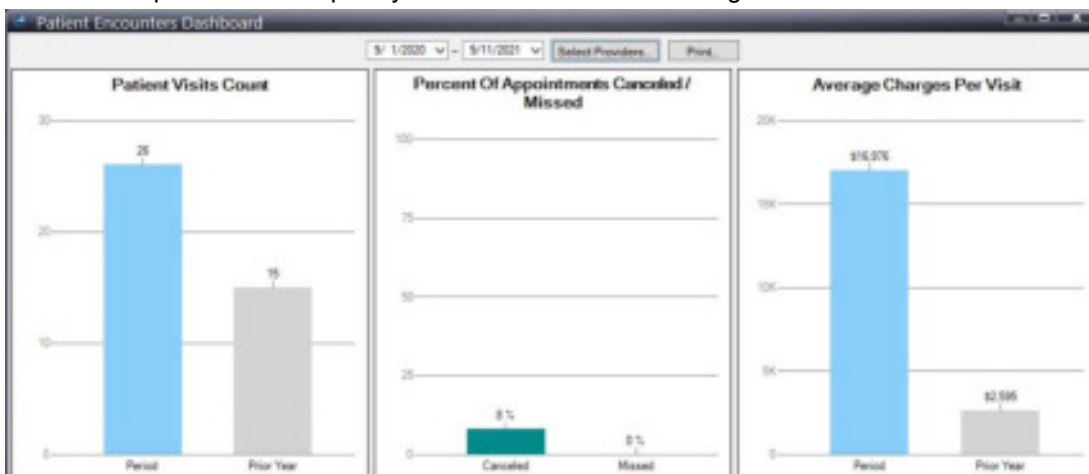 Patient Encounters Dashboard
9/ 1/2020 - 9/11/2021 Select Providers... Print...
Patient Visits Count
30
26
20
15
10
0
Period Prior Year
Percent Of Appointments Canceled /
Missed
100
75
50
25
8 %
0 %
0
Canceled Missed
Average Charges Per Visit
20K
$16,976
15K
10K
5K
$2,595
0
Period Prior Year